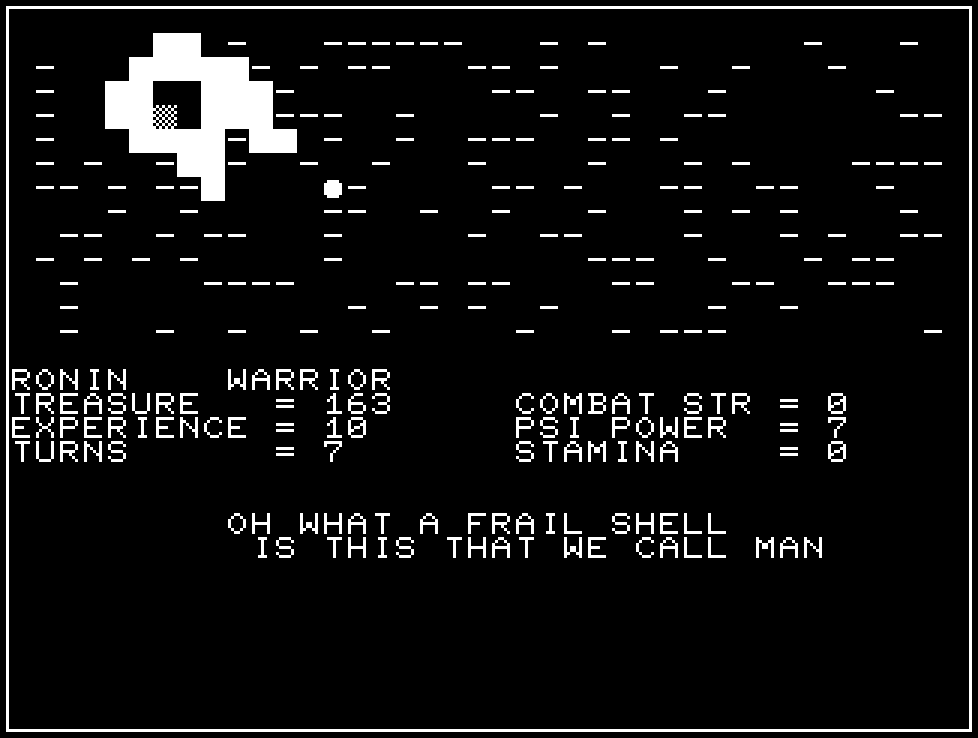 RONIN WARRIOR
TREASURE = 163 COMBAT STR = 0
EXPERIENCE = 10 PSI POWER = 7
TURNS = 7 STAMINA = 0
OH WHAT A FRAIL SHELL
IS THIS THAT WE CALL MAN